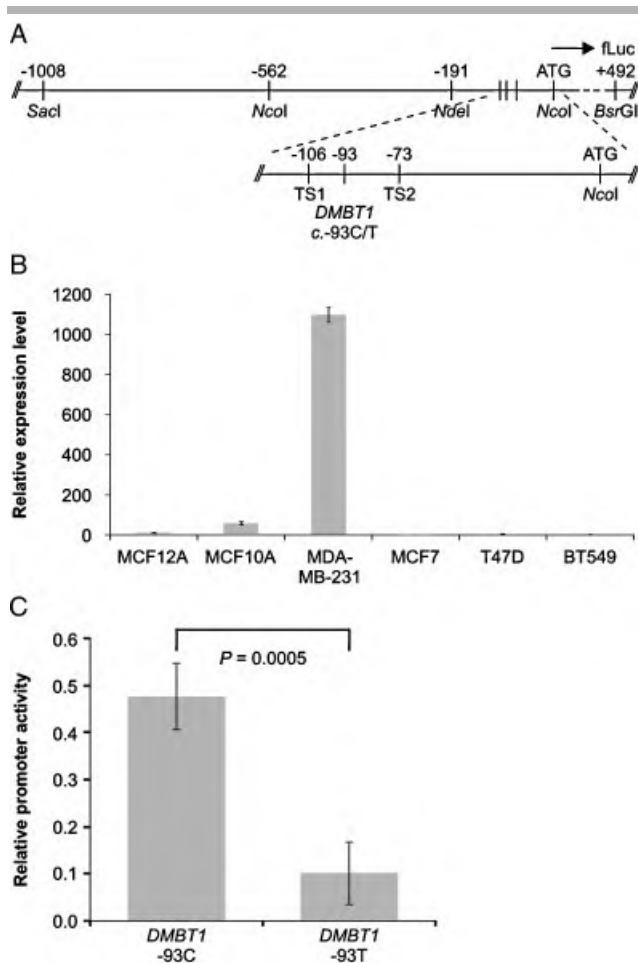 A
fLuc
-1008 -562 -191 ATG +492
SacI NcoI NdeI NcoI BsrGI
-106 -93 -73 ATG
TS1 TS2 NcoI
DMBT1
c.-93C/T
B
Relative expression level
1200
1000
800
600
400
200
0
MCF12A MCF10A MDA- MCF7 T47D BT549
MB-231
C
Relative promoter activity
0.6
0.5
0.4
0.3
0.2
0.1
0.0
P = 0.0005
DMBT1 DMBT1
-93C -93T